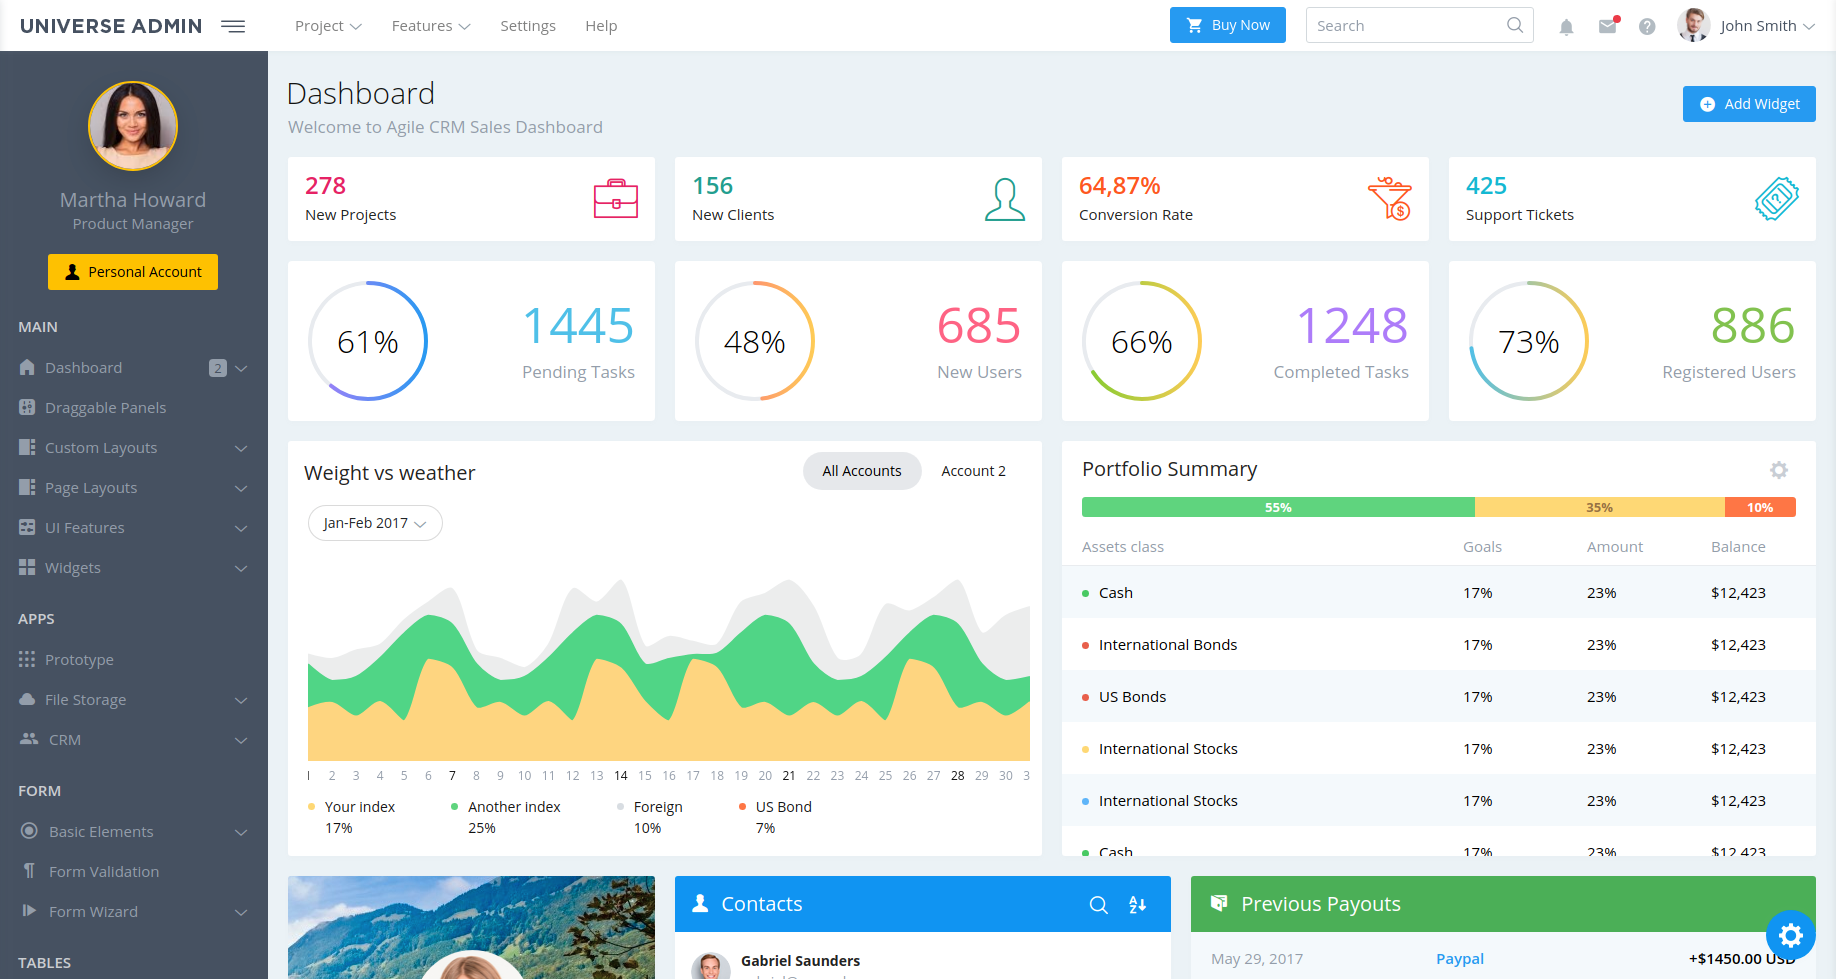 UNIVERSE ADMIN
Project
Features
Settings
Help
Buy Now
Search
John Smith
Martha Howard
Product Manager
Personal Account
MAIN
Dashboard 2
Draggable Panels
Custom Layouts
Page Layouts
UI Features
Widgets
APPS
Prototype
File Storage
CRM
FORM
Basic Elements
Form Validation
Form Wizard
TABLES
Dashboard
Welcome to Agile CRM Sales Dashboard
Add Widget
278
New Projects
156
New Clients
64,87%
Conversion Rate
425
Support Tickets
61%
1445
Pending Tasks
48%
685
New Users
66%
1248
Completed Tasks
73%
886
Registered Users
Weight vs weather
All Accounts
Account 2
Jan-Feb 2017
2 3 4 5 6 7 8 9 10 11 12 13 14 15 16 17 18 19 20 21 22 23 24 25 26 27 28 29 30
Your index
17%
Another index
25%
Foreign
10%
US Bond
7%
Portfolio Summary
55% 35% 10%
Assets class Goals Amount Balance
Cash 17% 23% $12,423
International Bonds 17% 23% $12,423
US Bonds 17% 23% $12,423
International Stocks 17% 23% $12,423
International Stocks 17% 23% $12,423
Cash 17% 23% $12,423
Contacts
Gabriel Saunders
Previous Payouts
May 29, 2017 Paypal +$1450.00 USD